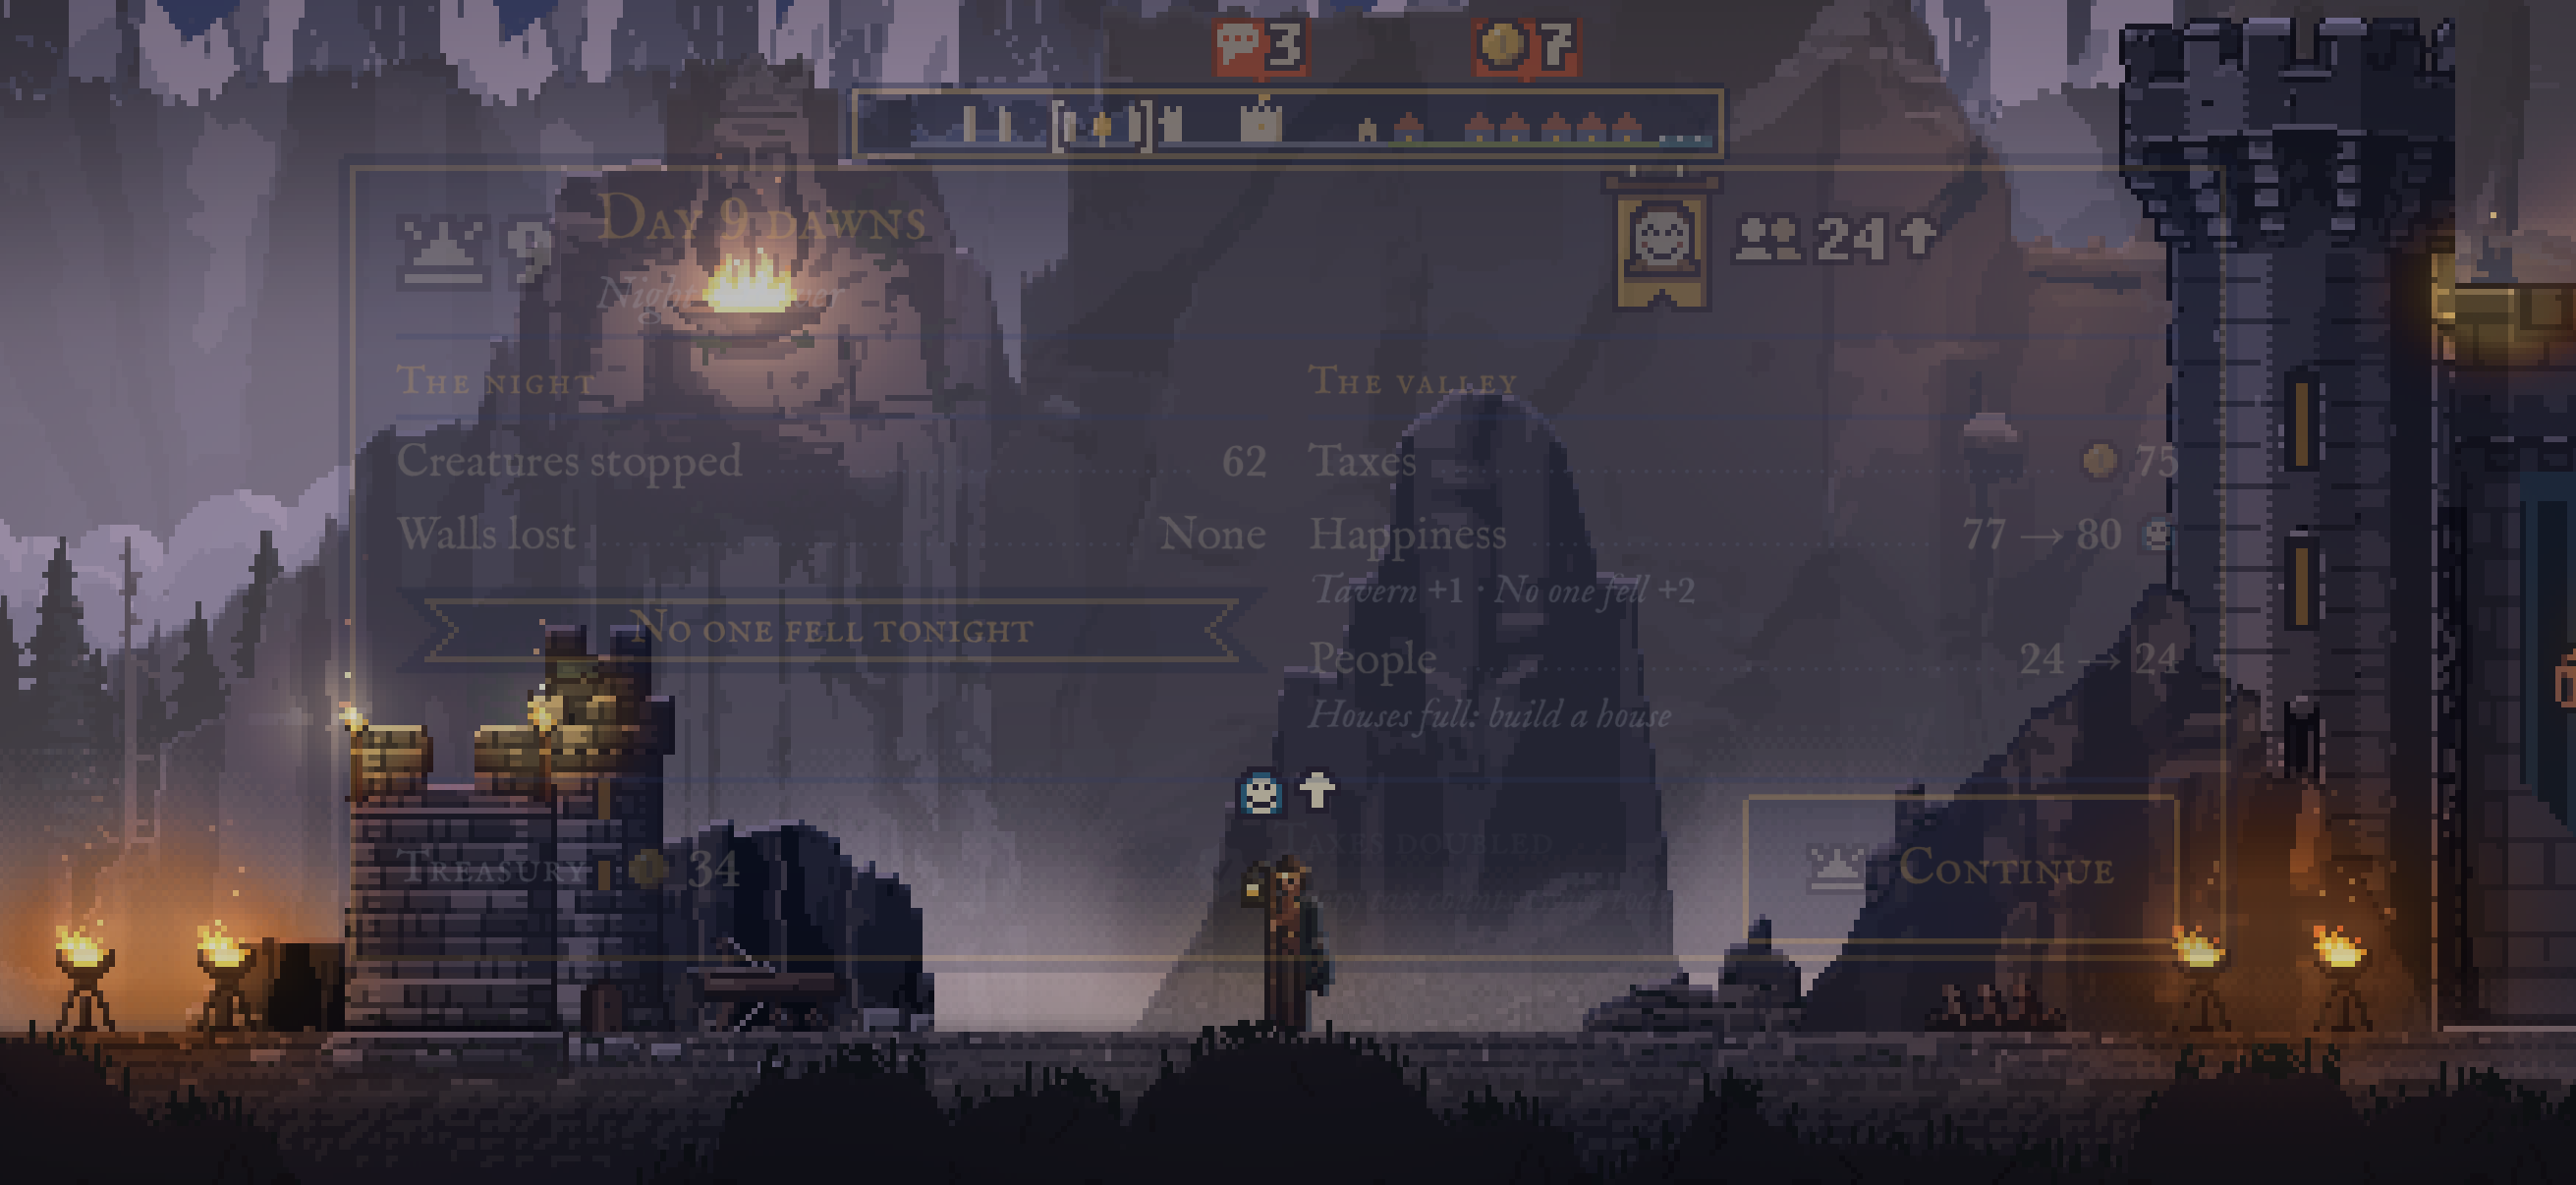 3
7
9
Day 9 dawns
24
The night
The valley
Creatures stopped 62
Taxes 75
Walls lost None
Happiness 77 → 80
Tavern +1 · No one fell +2
No one fell tonight
People 24 → 24
Houses full: build a house
Taxes doubled
Treasury 34
Continue